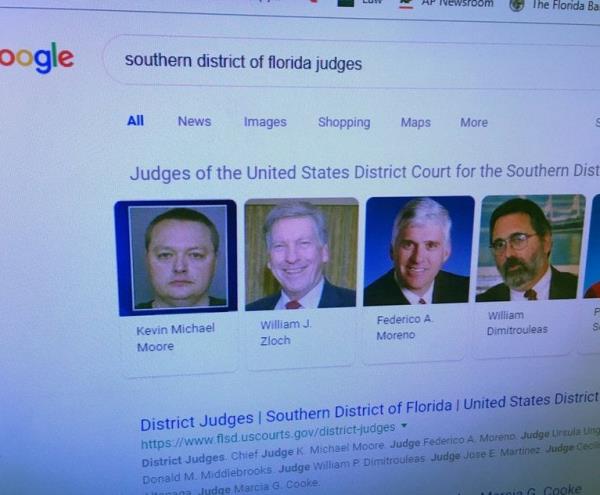 Law
AP Newsroom
The Florida Ba
oogle
southern district of florida judges
All
News
Images
Shopping
Maps
More
S
Judges of the United States District Court for the Southern Dist
Kevin Michael
Moore
William J.
Zloch
Federico A.
Moreno
William
Dimitrouleas
P
S
District Judges | Southern District of Florida | United States District
https://www.flsd.uscourts.gov/district-judges
District Judges. Chief Judge K. Michael Moore. Judge Federico A. Moreno. Judge Ursula Ung
Donald M. Middlebrooks. Judge William P. Dimitrouleas. Judge Jose E. Martinez. Judge Cecili
Judge Marcia G. Cooke.
Marcia G. Cooke